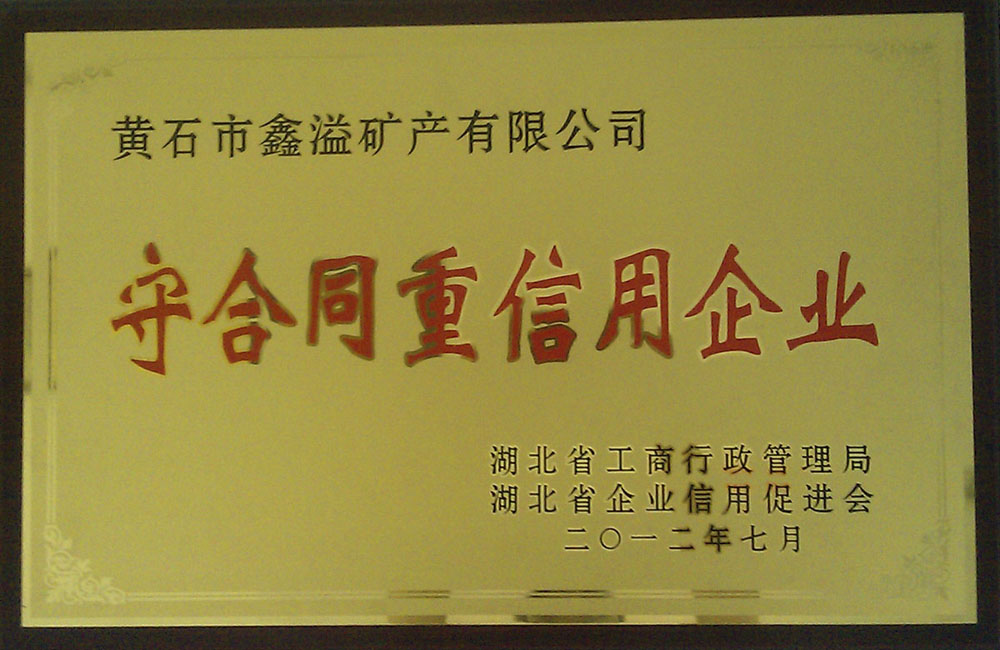 黄石市鑫溢矿产有限公司
守合同重信用企业
湖北省工商行政管理局
湖北省企业信用促进会
二〇一二年七月